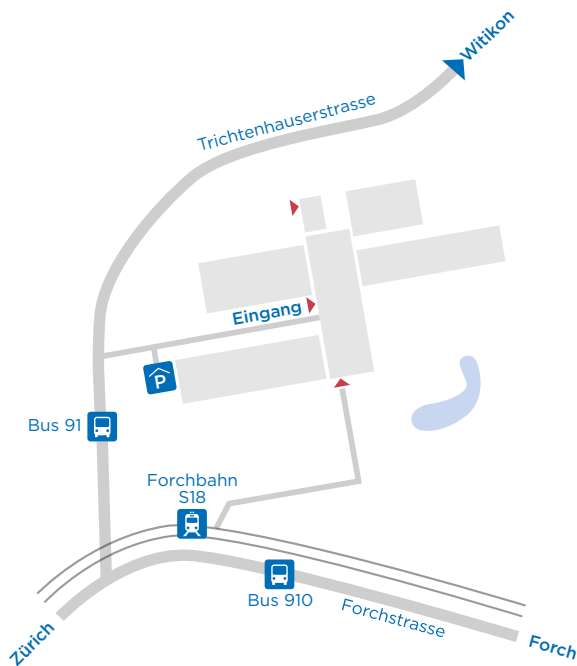 Witikon
Trichtenhauserstrasse
Eingang
P
Bus 91
Forchbahn
S18
Bus 910
Forchstrasse
Zürich
Forch